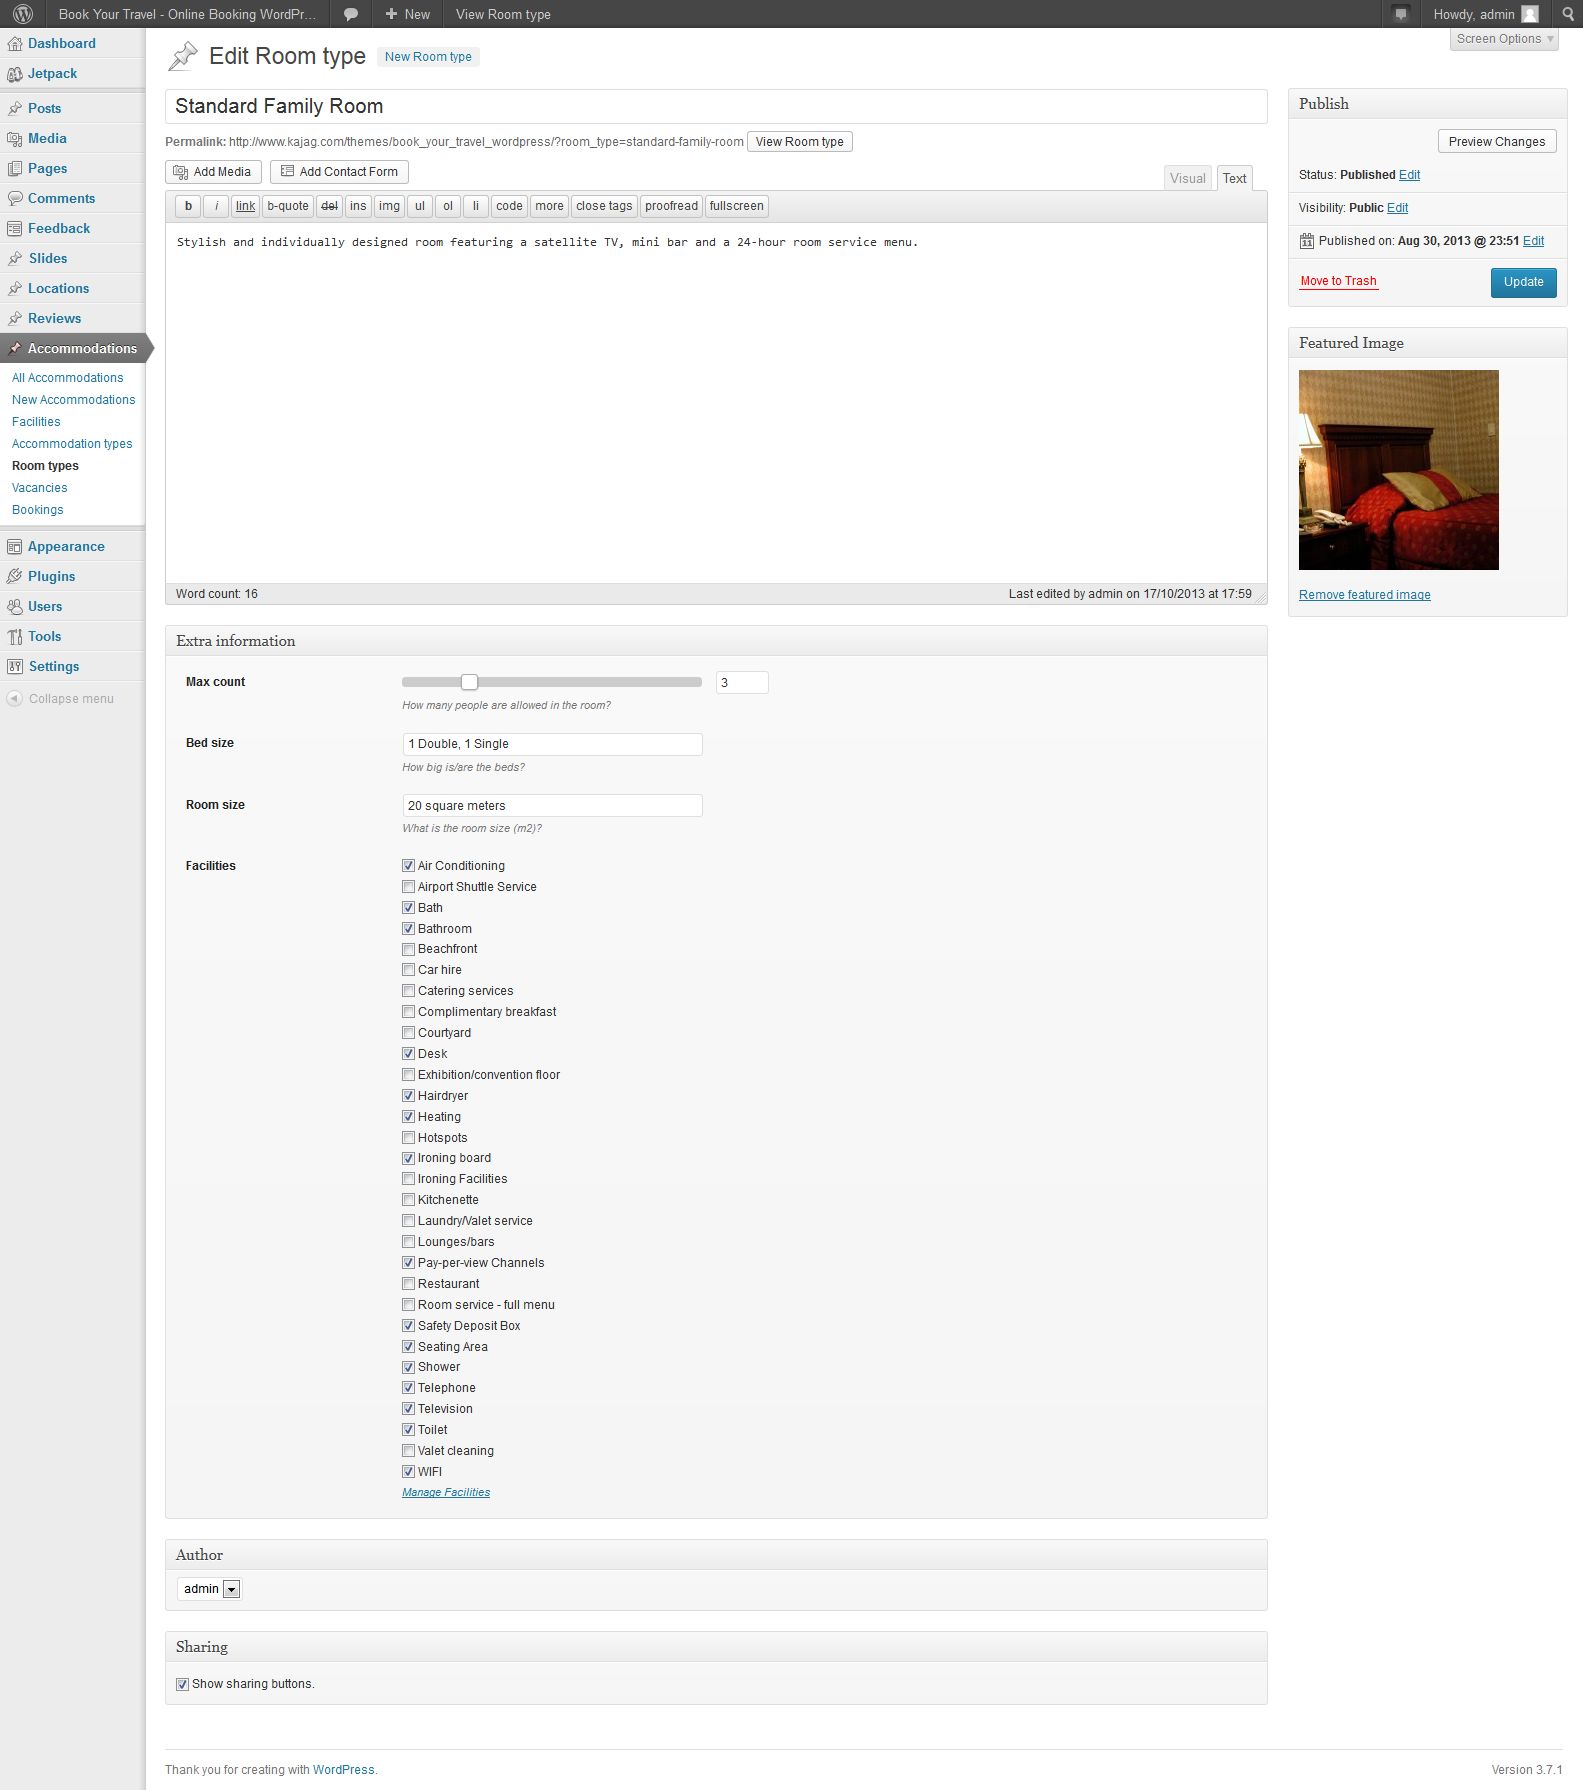 Book Your Travel - Online Booking WordPr...
New
View Room type
Howdy, admin
Dashboard
Jetpack
Posts
Media
Pages
Comments
Feedback
Slides
Locations
Reviews
Accommodations
All Accommodations
New Accommodations
Facilities
Accommodation types
Room types
Vacancies
Bookings
Appearance
Plugins
Users
Tools
Settings
Collapse menu
Screen Options
Edit Room type New Room type
Standard Family Room
Permalink: http://www.kajag.com/themes/book_your_travel_wordpress/?room_type=standard-family-room View Room type
Add Media Add Contact Form
Visual Text
b i link b-quote del ins img ul ol li code more close tags proofread fullscreen
Stylish and individually designed room featuring a satellite TV, mini bar and a 24-hour room service menu.
Word count: 16 Last edited by admin on 17/10/2013 at 17:59
Extra information
Max count 3
How many people are allowed in the room?
Bed size 1 Double, 1 Single
How big is/are the beds?
Room size 20 square meters
What is the room size (m2)?
Facilities
Air Conditioning
Airport Shuttle Service
Bath
Bathroom
Beachfront
Car hire
Catering services
Complimentary breakfast
Courtyard
Desk
Exhibition/convention floor
Hairdryer
Heating
Hotspots
Ironing board
Ironing Facilities
Kitchenette
Laundry/Valet service
Lounges/bars
Pay-per-view Channels
Restaurant
Room service - full menu
Safety Deposit Box
Seating Area
Shower
Telephone
Television
Toilet
Valet cleaning
WIFI
Manage Facilities
Author
admin
Sharing
Show sharing buttons.
Publish
Preview Changes
Status: Published Edit
Visibility: Public Edit
11 Published on: Aug 30, 2013 @ 23:51 Edit
Move to Trash Update
Featured Image
Remove featured image
Thank you for creating with WordPress.
Version 3.7.1